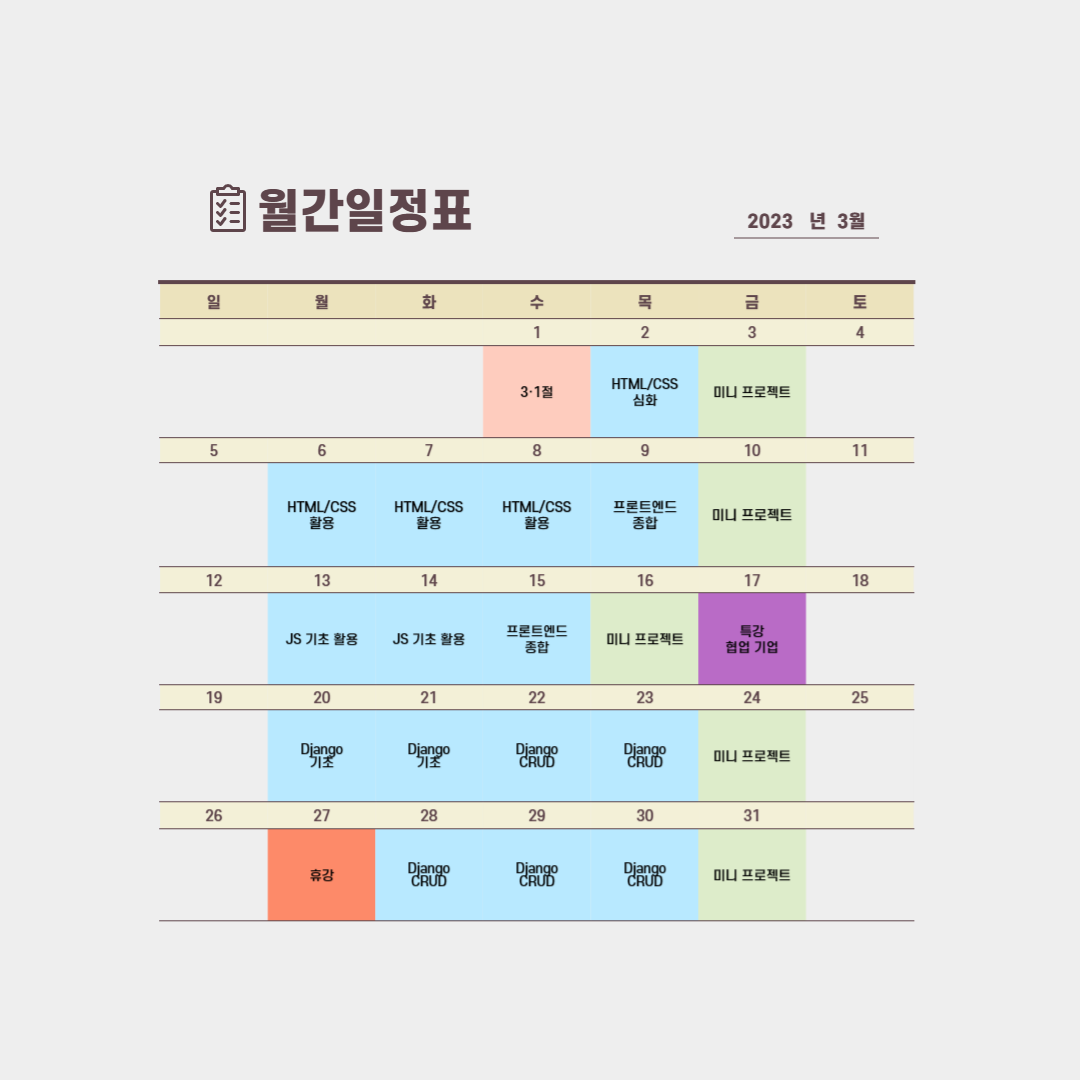 월간일정표
2023 년 3월
일 월 화 수 목 금 토
1 2 3 4
3·1절
HTML/CSS
심화
미니 프로젝트
5 6 7 8 9 10 11
HTML/CSS
활용
HTML/CSS
활용
HTML/CSS
활용
프론트엔드
종합
미니 프로젝트
12 13 14 15 16 17 18
JS 기초 활용
JS 기초 활용
프론트엔드
종합
미니 프로젝트
특강
협업 기업
19 20 21 22 23 24 25
Django
기초
Django
기초
Django
CRUD
Django
CRUD
미니 프로젝트
26 27 28 29 30 31
휴강
Django
CRUD
Django
CRUD
Django
CRUD
미니 프로젝트